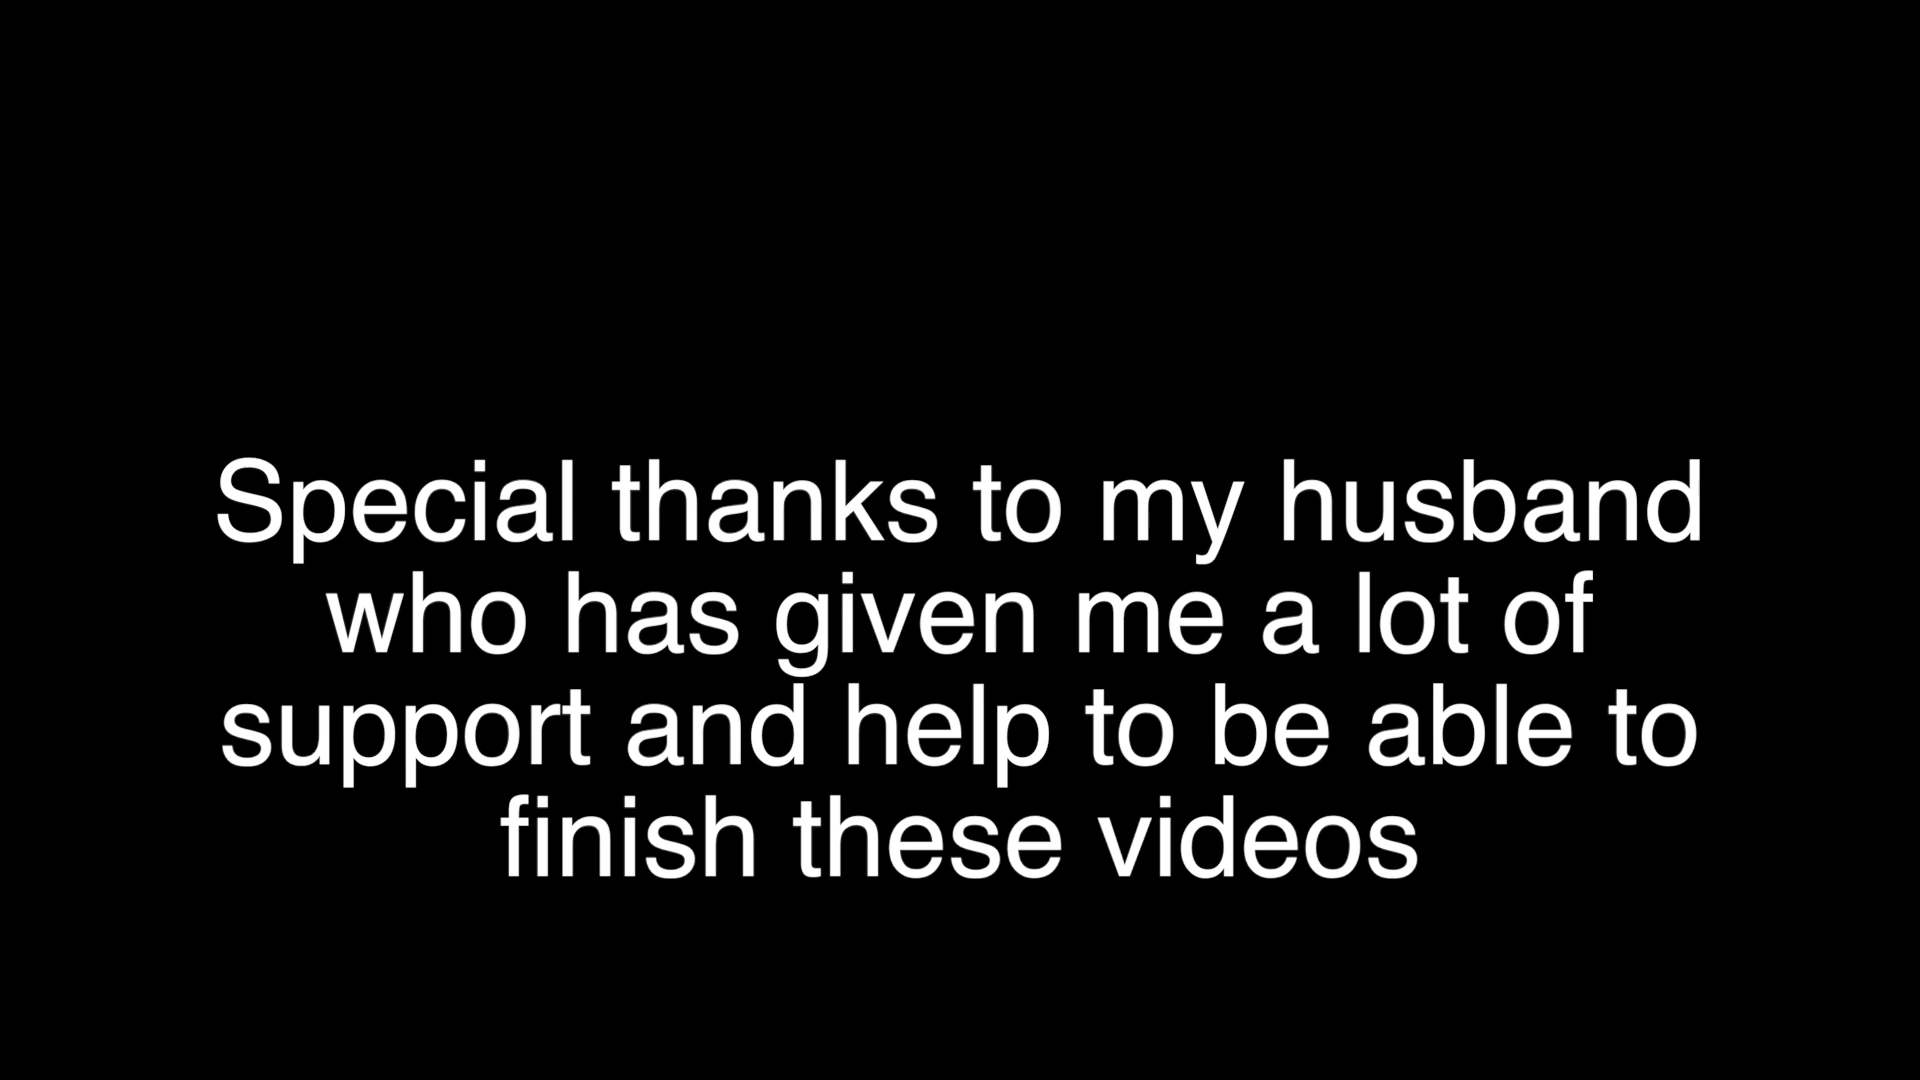 Special thanks to my husband
who has given me a lot of
support and help to be able to
finish these videos